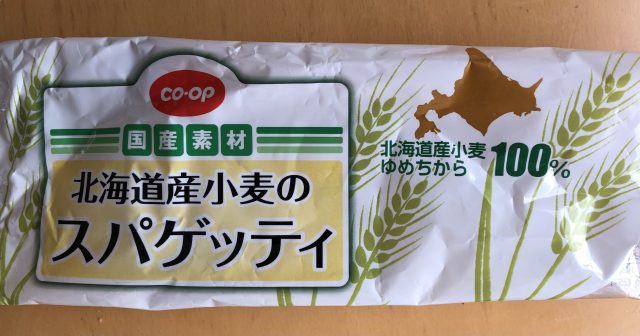 CO・OP
国産素材
北海道産小麦の
スパゲッティ
北海道産小麦
ゆめちから
100%